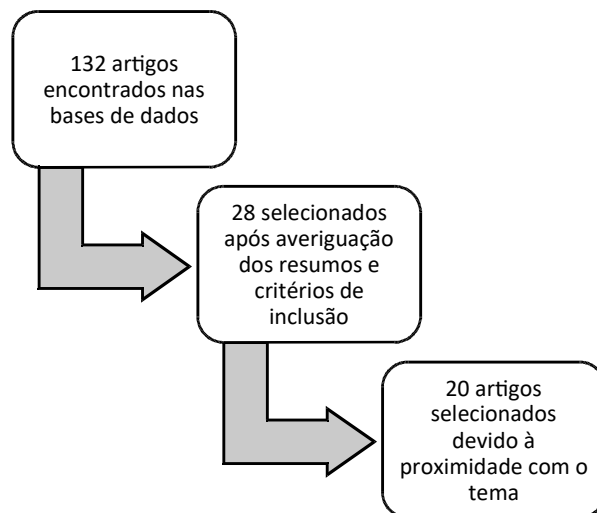 132 artigos
encontrados nas
bases de dados
28 selecionados
após averiguação
dos resumos e
critérios de
inclusão
20 artigos
selecionados
devido à
proximidade com o
tema